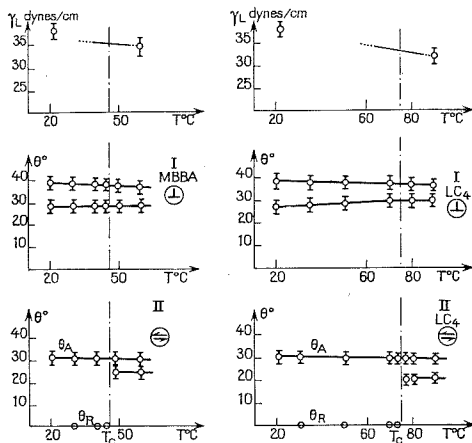 γL dynes/cm
35
30
25
20
50
T°C
γL dynes/cm
35
30
25
20
60
80
T°C
θ°
40
30
20
10
I
MBBA
⊥
20
50
T°C
θ°
40
30
20
10
I
LC4
⊥
20
60
80
T°C
θ°
40
30
20
10
θA
II
θR
20
Tc
50
T°C
θ°
40
30
20
10
θA
II
LC4
θR
20
60
Tc
80
T°C